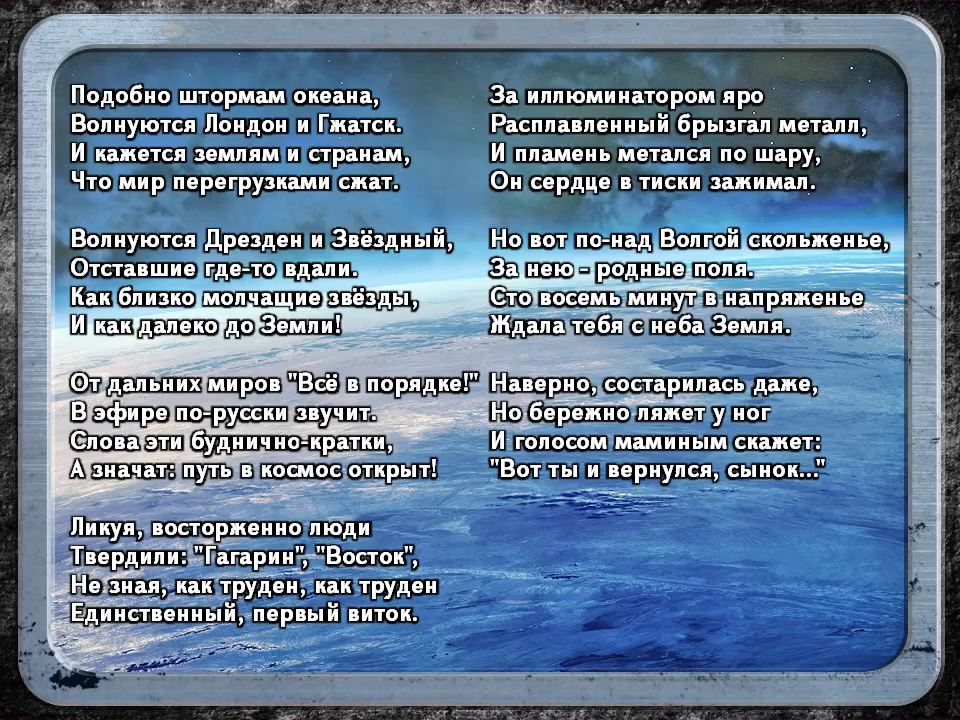 Подобно штормам океана,
Волнуются Лондон и Гжатск.
И кажется землям и странам,
Что мир перегрузками сжат.

Волнуются Дрезден и Звёздный,
Отставшие где-то вдали.
Как близко молчащие звёзды,
И как далеко до Земли!

От дальних миров "Всё в порядке!"
В эфире по-русски звучит.
Слова эти буднично-кратки,
А значат: путь в космос открыт!

Ликуя, восторженно люди
Твердили: "Гагарин", "Восток",
Не зная, как труден, как труден
Единственный, первый виток.

За иллюминатором яро
Расплавленный брызгал металл,
И пламень метался по шару,
Он сердце в тиски зажимал.

Но вот по-над Волгой скольженье,
За нею - родные поля.
Сто восемь минут в напряженье
Ждала тебя с неба Земля.

Наверно, состарилась даже,
Но бережно ляжет у ног
И голосом маминым скажет:
"Вот ты и вернулся, сынок..."